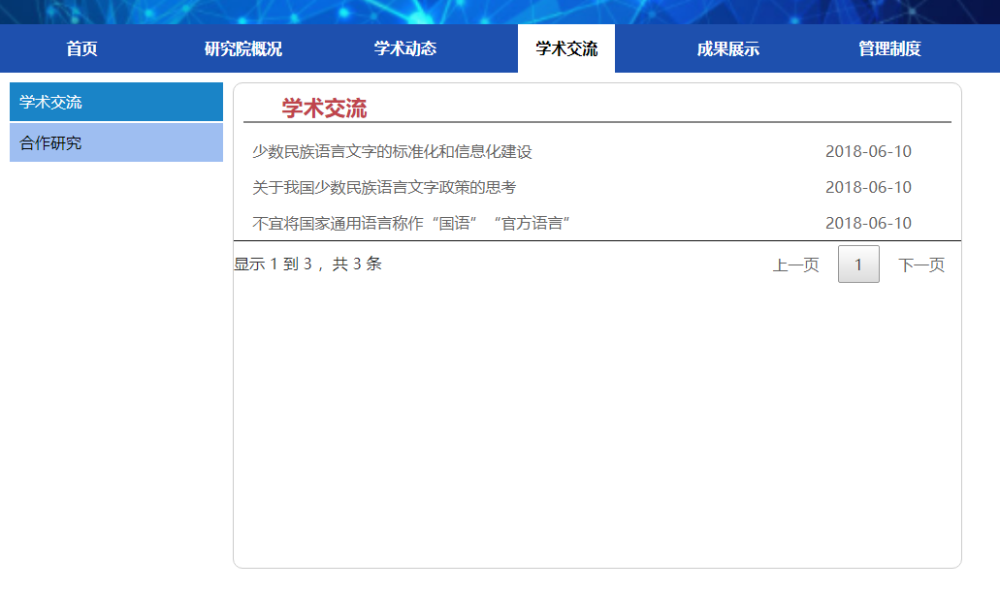 首页 研究院概况 学术动态 学术交流 成果展示 管理制度
学术交流
合作研究
学术交流
少数民族语言文字的标准化和信息化建设 2018-06-10
关于我国少数民族语言文字政策的思考 2018-06-10
不宜将国家通用语言称作“国语” “官方语言” 2018-06-10
显示 1 到 3 ，共 3 条 上一页 1 下一页